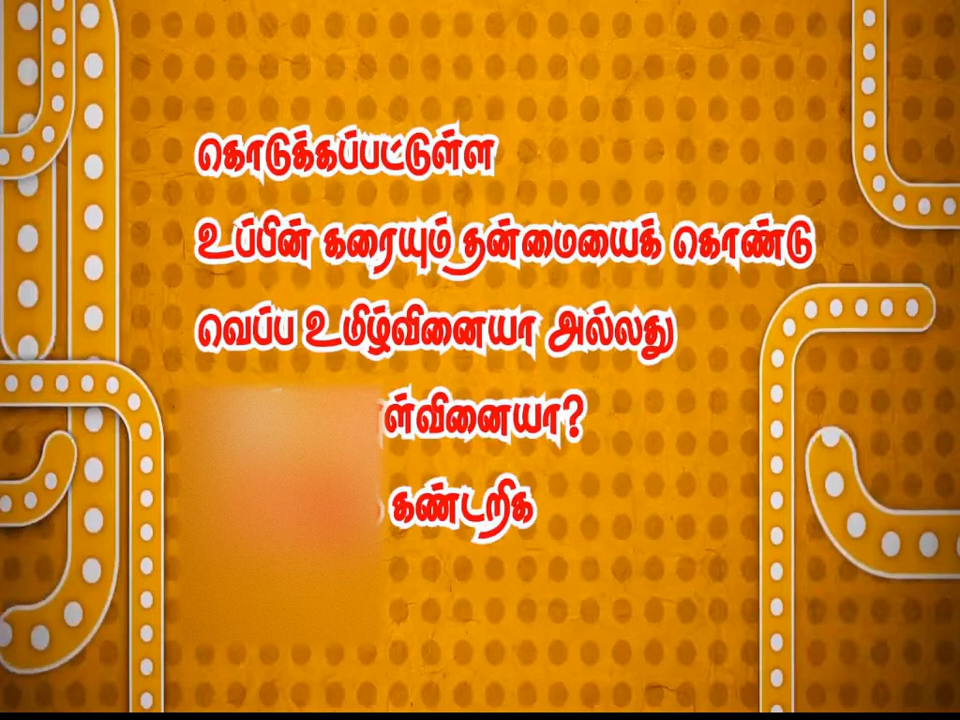 கொடுக்கப்பட்டுள்ள
உப்பின் கரையும் தன்மையைக் கொண்டு
வெப்ப உமிழ்வினையா அல்லது
ள்வினையா?
கண்டறிக